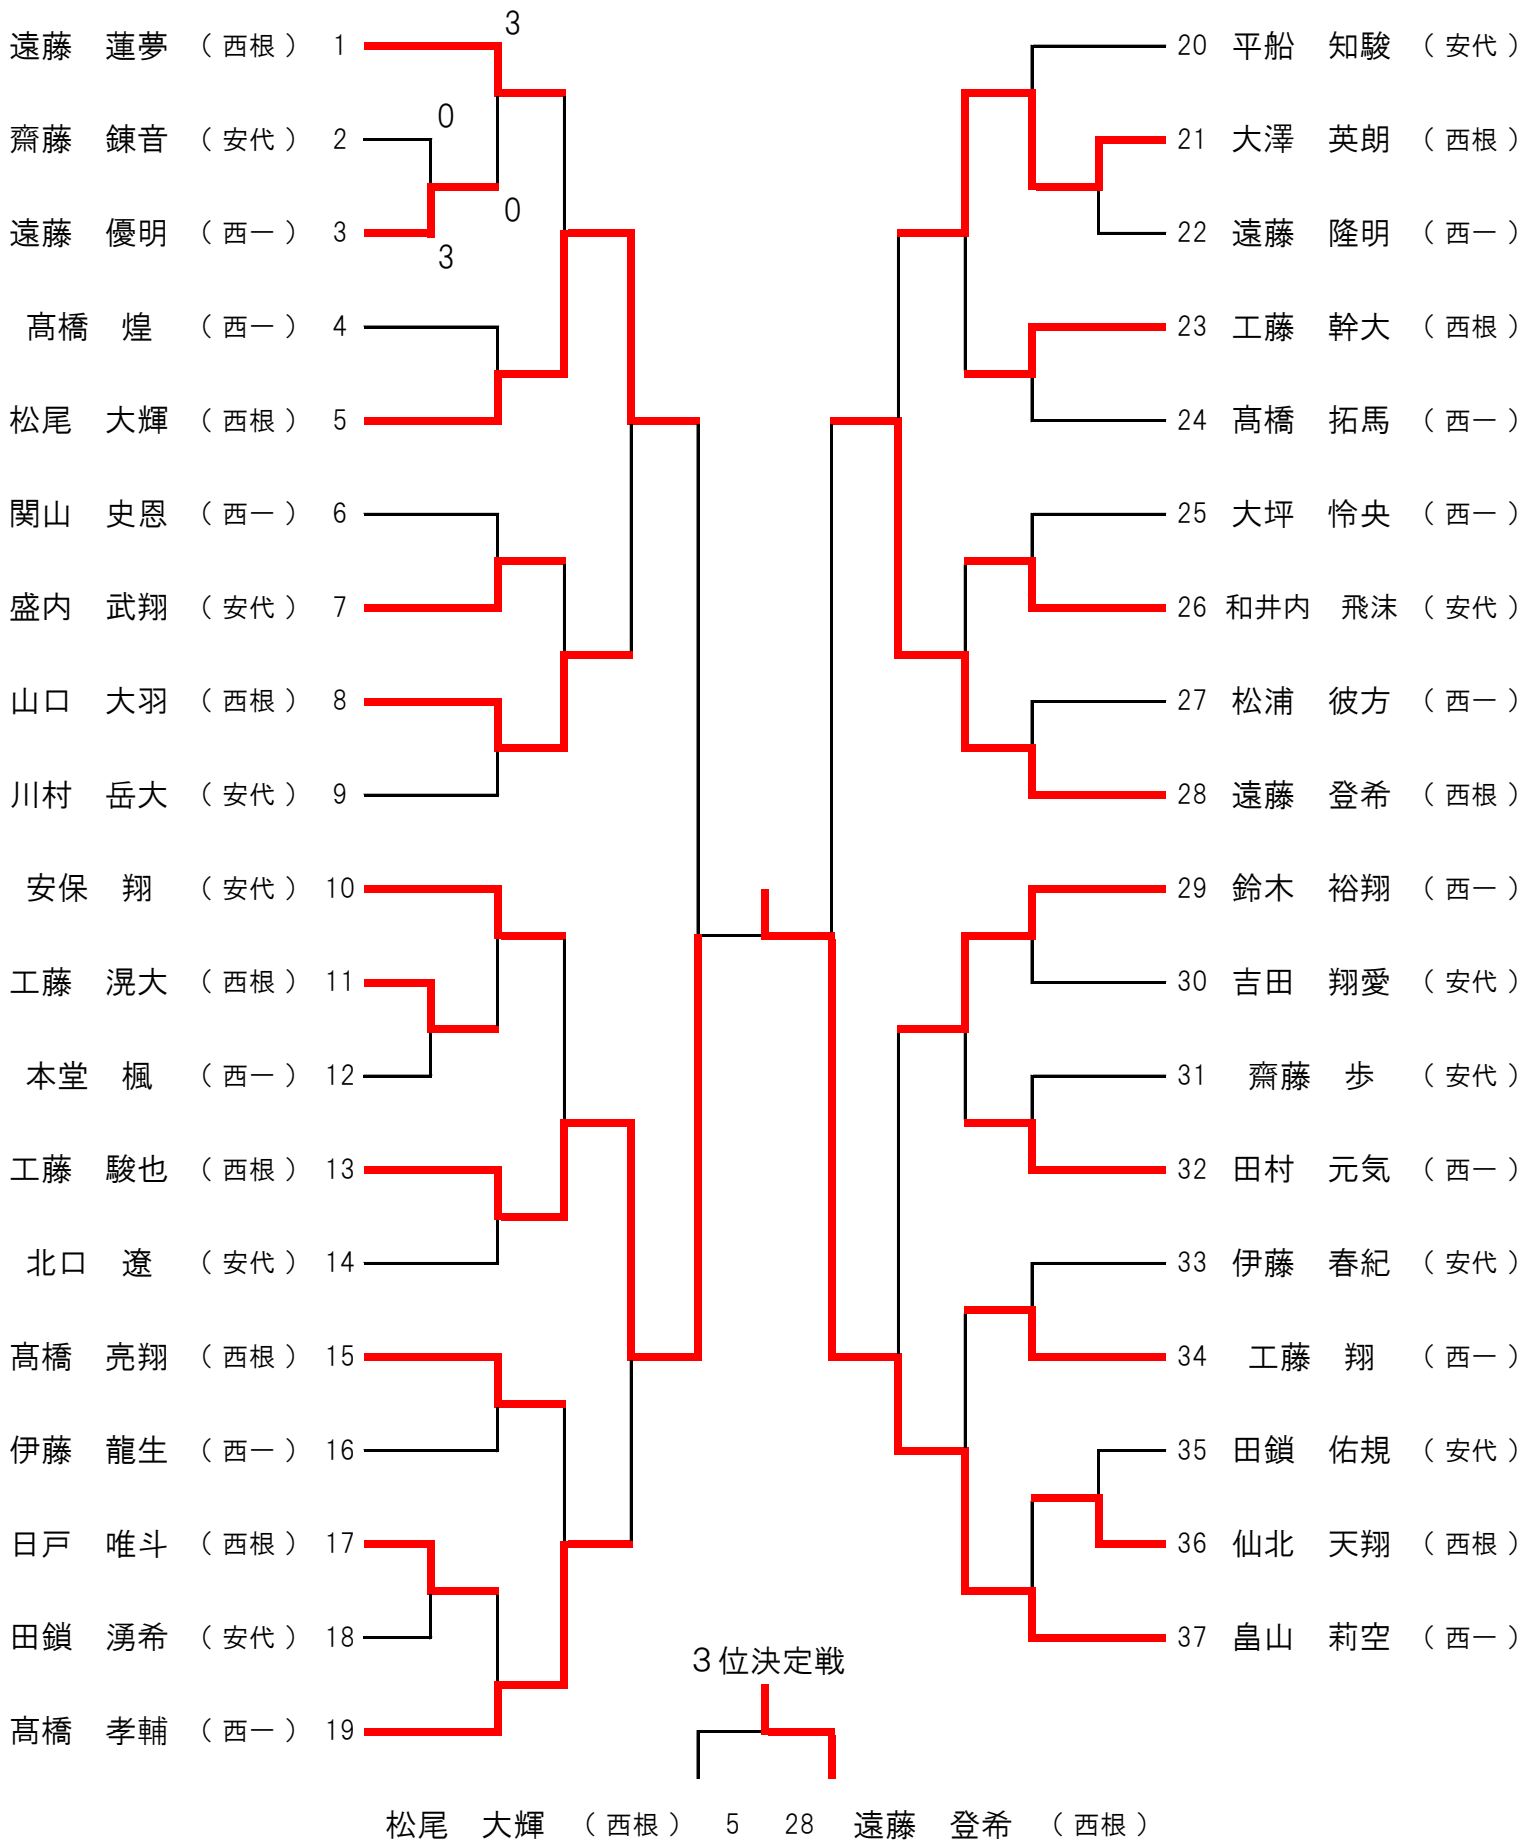 3
遠藤　蓮夢　（ 西根 ）　1
0
齋藤　錬音　（ 安代 ）　2
0
遠藤　優明　（ 西一 ）　3
3
髙橋　煌　（ 西一 ）　4
松尾　大輝　（ 西根 ）　5
関山　史恩　（ 西一 ）　6
盛内　武翔　（ 安代 ）　7
山口　大羽　（ 西根 ）　8
川村　岳大　（ 安代 ）　9
安保　翔　（ 安代 ）　10
工藤　滉大　（ 西根 ）　11
本堂　楓　（ 西一 ）　12
工藤　駿也　（ 西根 ）　13
北口　遼　（ 安代 ）　14
髙橋　亮翔　（ 西根 ）　15
伊藤　龍生　（ 西一 ）　16
日戸　唯斗　（ 西根 ）　17
田鎖　湧希　（ 安代 ）　18
髙橋　孝輔　（ 西一 ）　19
20　平船　知駿　（ 安代 ）
21　大澤　英朗　（ 西根 ）
22　遠藤　隆明　（ 西一 ）
23　工藤　幹大　（ 西根 ）
24　髙橋　拓馬　（ 西一 ）
25　大坪　怜央　（ 西一 ）
26　和井内　飛沫　（ 安代 ）
27　松浦　彼方　（ 西一 ）
28　遠藤　登希　（ 西根 ）
29　鈴木　裕翔　（ 西一 ）
30　吉田　翔愛　（ 安代 ）
31　齋藤　歩　（ 安代 ）
32　田村　元気　（ 西一 ）
33　伊藤　春紀　（ 安代 ）
34　工藤　翔　（ 西一 ）
35　田鎖　佑規　（ 安代 ）
36　仙北　天翔　（ 西根 ）
37　畠山　莉空　（ 西一 ）
３位決定戦
松尾　大輝　（ 西根 ）　5　28　遠藤　登希　（ 西根 ）